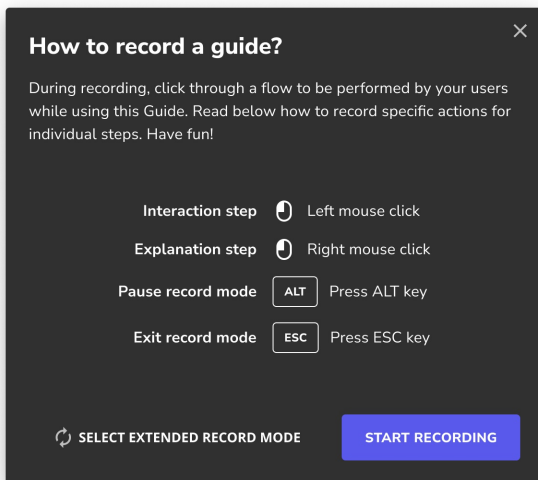 How to record a guide?
During recording, click through a flow to be performed by your users
while using this Guide. Read below how to record specific actions for
individual steps. Have fun!
Interaction step Left mouse click
Explanation step Right mouse click
Pause record mode ALT Press ALT key
Exit record mode ESC Press ESC key
SELECT EXTENDED RECORD MODE START RECORDING